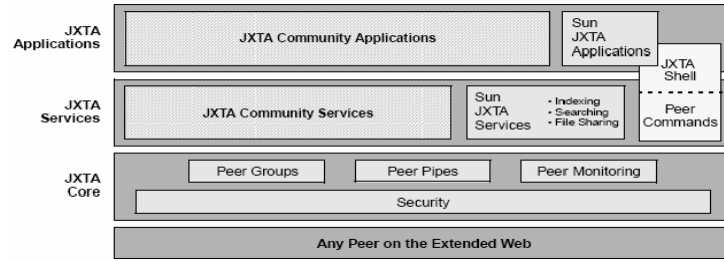 JXTA
Applications
JXTA Community Applications
Sun
JXTA
Applications
JXTA
Shell
Peer
Commands
JXTA
Services
JXTA Community Services
Sun
JXTA
Services
• Indexing
• Searching
• File Sharing
JXTA
Core
Peer Groups
Peer Pipes
Peer Monitoring
Security
Any Peer on the Extended Web